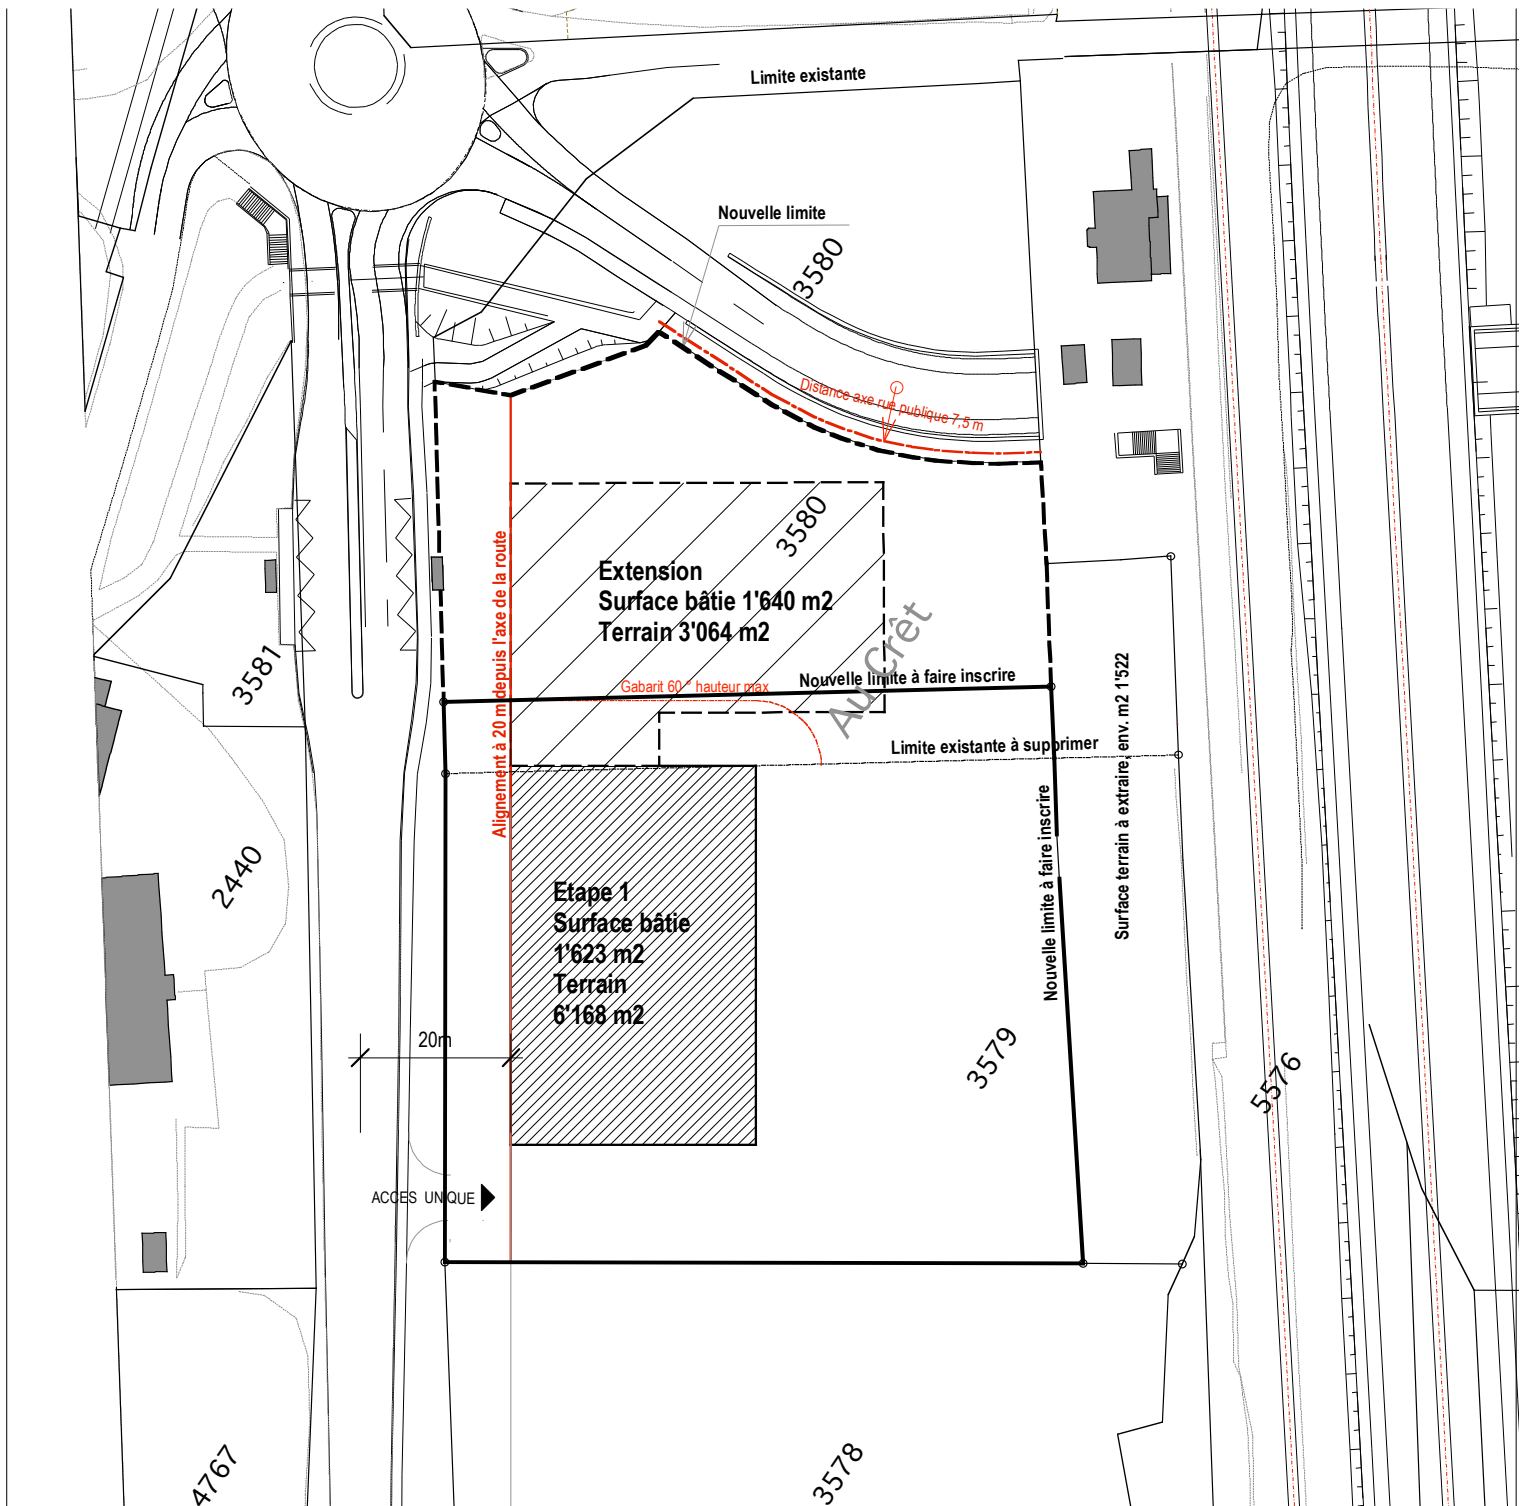 Limite existante
Nouvelle limite
3580
Distance axe rue publique 7,5 m
3580
Extension
Surface bâtie 1'640 m2
Terrain 3'064 m2
Alignement à 20 m depuis l'axe de la route
Au Crêt
3581
Nouvelle limite à faire inscrire
Gabarit 60 ° hauteur max
Limite existante à supprimer
Surface terrain à extraire, env. m2 1'522
Nouvelle limite à faire inscrire
2440
Etape 1
Surface bâtie
1'623 m2
Terrain
6'168 m2
20m
3579
5576
ACCES UNIQUE
4767
3578